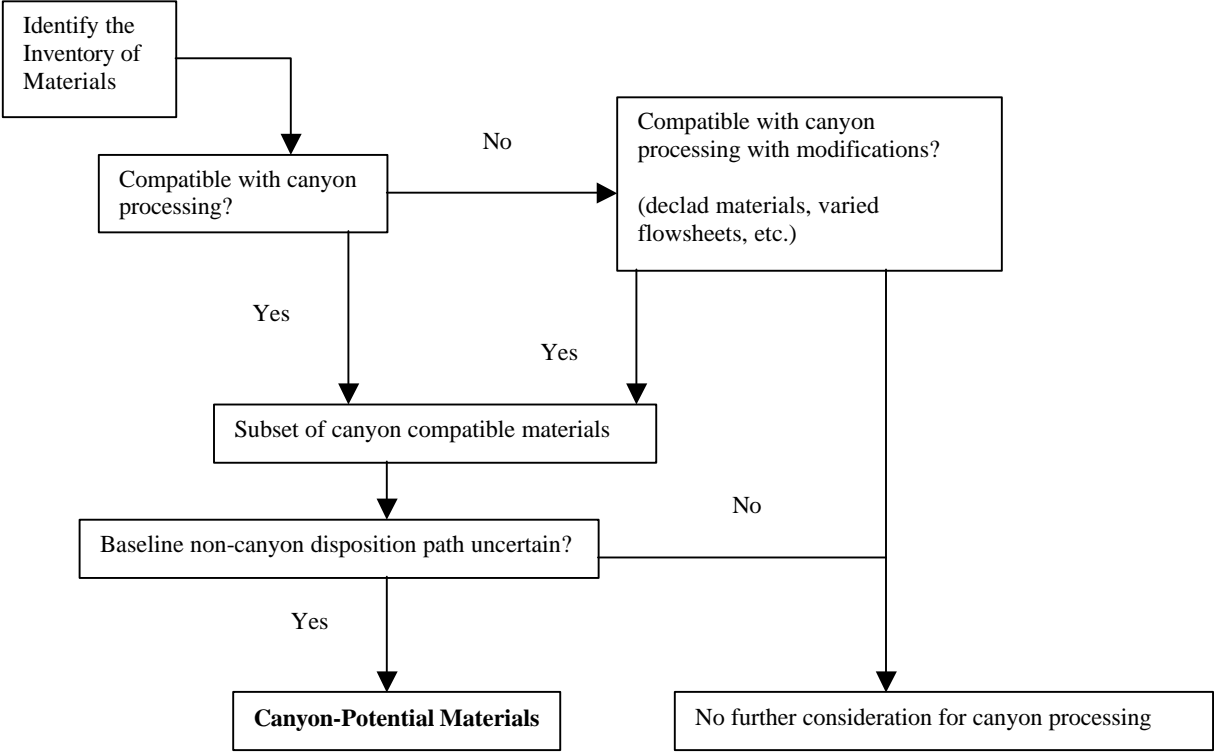 Identify the
Inventory of
Materials
Compatible with canyon
processing?
No
Compatible with canyon
processing with modifications?
(declad materials, varied
flowsheets, etc.)
Yes
Yes
Subset of canyon compatible materials
Baseline non-canyon disposition path uncertain?
No
Yes
Canyon-Potential Materials
No further consideration for canyon processing